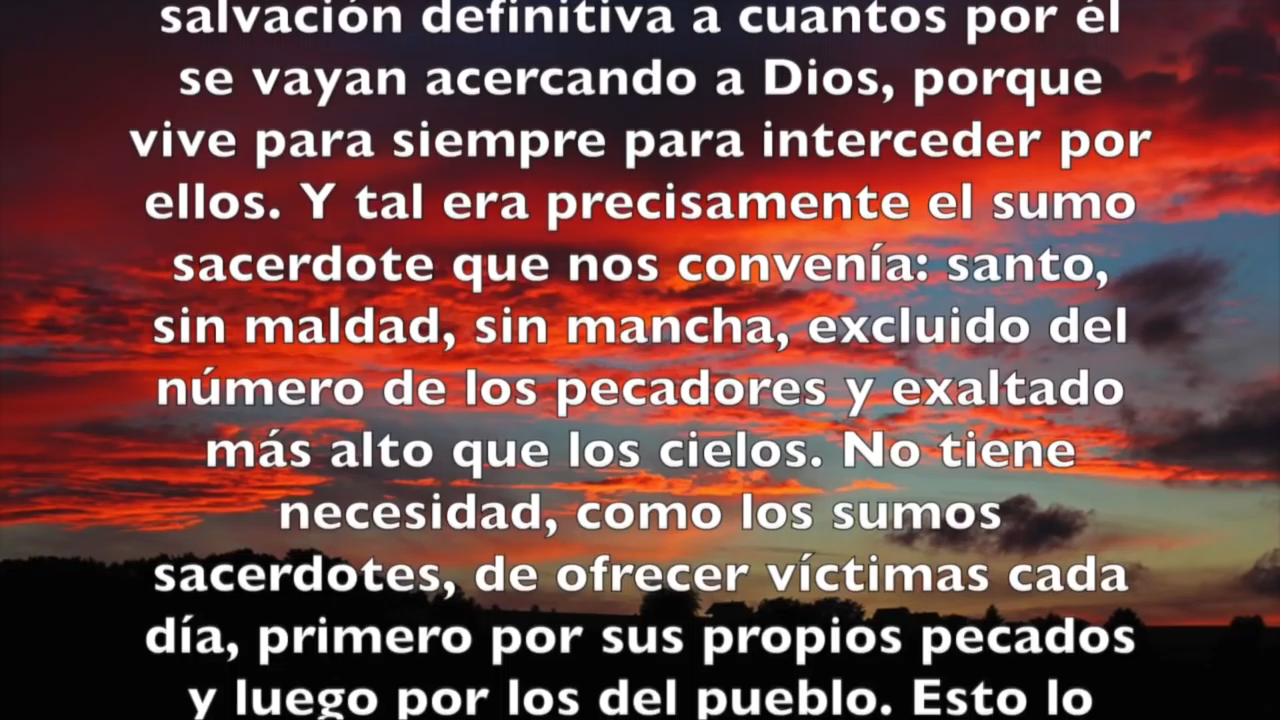 salvación definitiva a cuantos por él
se vayan acercando a Dios, porque
vive para siempre para interceder por
ellos. Y tal era precisamente el sumo
sacerdote que nos convenía: santo,
sin maldad, sin mancha, excluido del
número de los pecadores y exaltado
más alto que los cielos. No tiene
necesidad, como los sumos
sacerdotes, de ofrecer víctimas cada
día, primero por sus propios pecados
y luego por los del pueblo. Esto lo